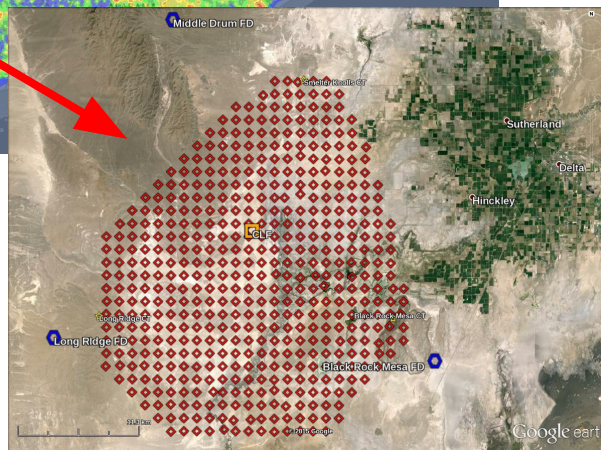 N
Middle Drum FD
Smelter Knolls CT
Sutherland
Delta
Hinckley
CLF
Long Ridge CT
Black Rock Mesa CT
Long Ridge FD
Black Rock Mesa FD
© 2015 Google
Google eart